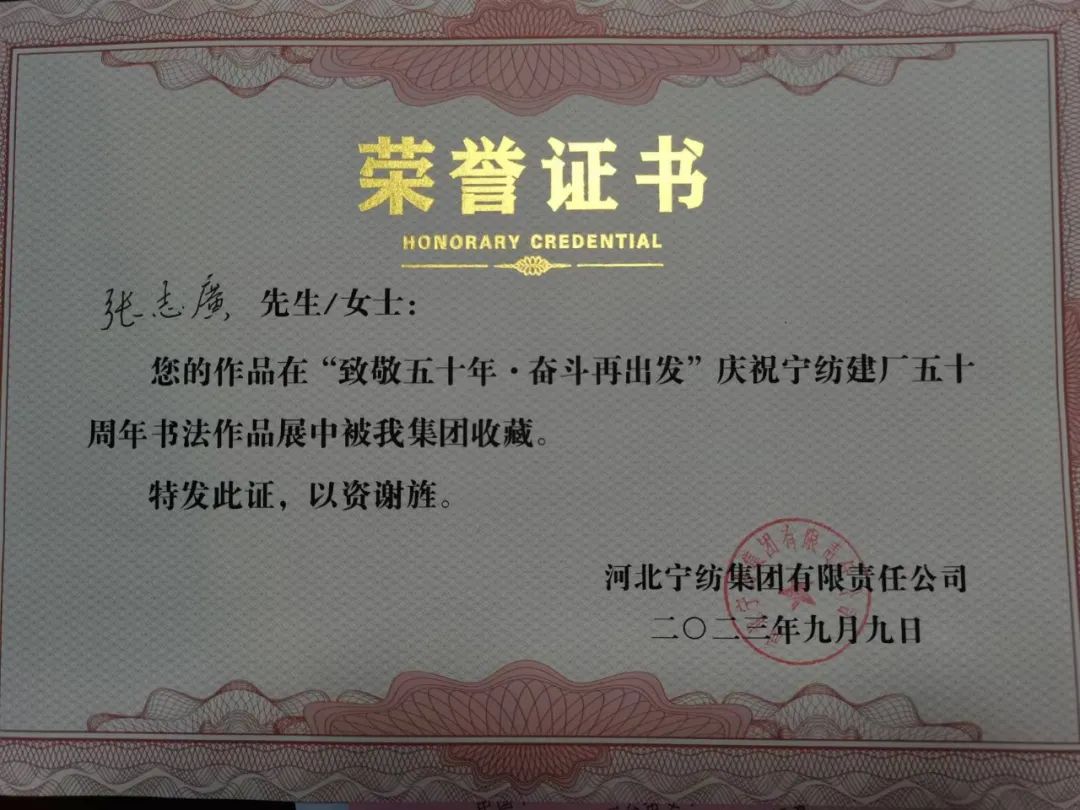 荣誉证书
HONORARY CREDENTIAL
张志廣 先生/女士：
您的作品在“致敬五十年·奋斗再出发”庆祝宁纺建厂五十
周年书法作品展中被我集团收藏。
特发此证，以资谢旌。
河北宁纺集团有限责任公司
二〇二三年九月九日